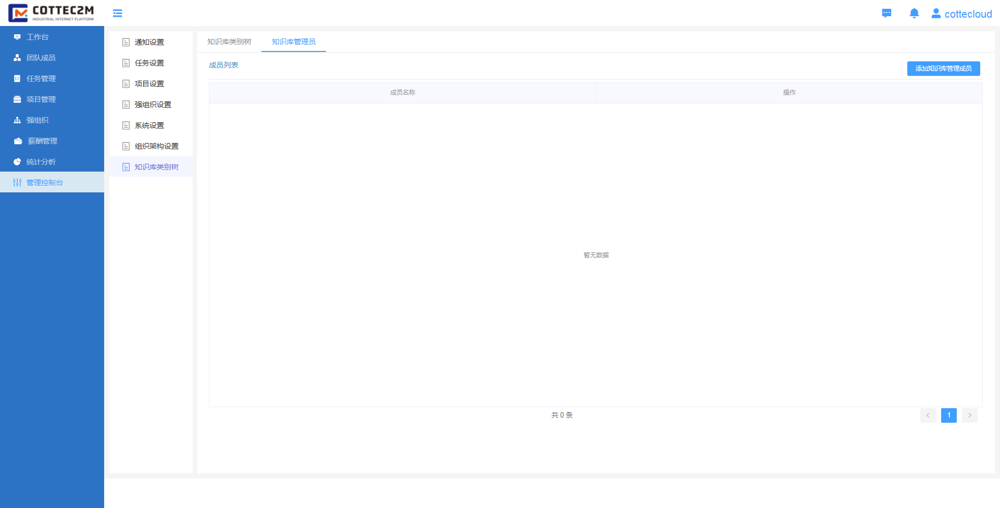 COTTEC2M
INDUSTRIAL INTERNET PLATFORM
cottecloud
工作台
团队成员
任务管理
项目管理
强组织
薪酬管理
统计分析
管理控制台
通知设置
任务设置
项目设置
强组织设置
系统设置
组织架构设置
知识库类别树
知识库类别树 知识库管理员
成员列表
添加知识库管理成员
成员名称 操作
暂无数据
共 0 条
1